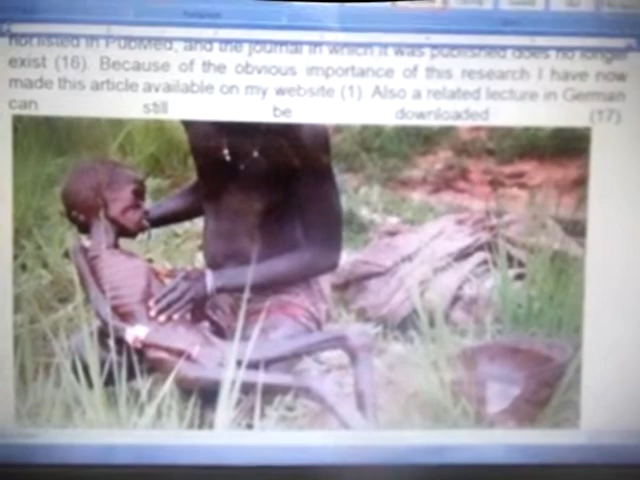 not listed in PubMed, and the journal in which it was published does no longer
exist (16). Because of the obvious importance of this research I have now
made this article available on my website (1). Also a related lecture in German
can still be downloaded (17).